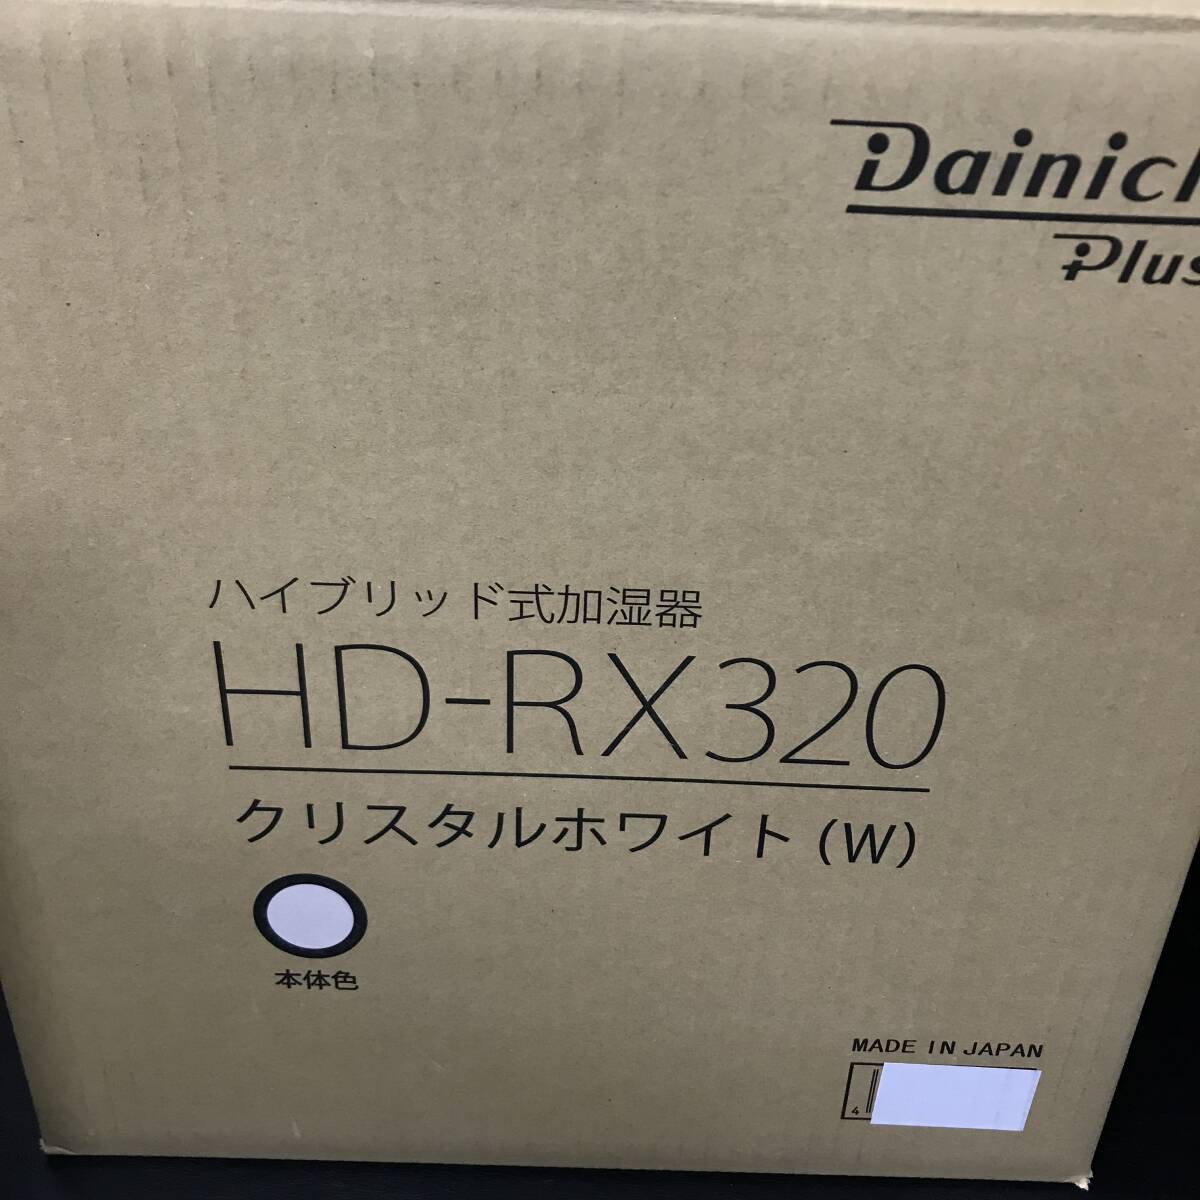 Dainich
Plus
ハイブリッド式加湿器
HD-RX320
クリスタルホワイト(W)
本体色
MADE IN JAPAN
4